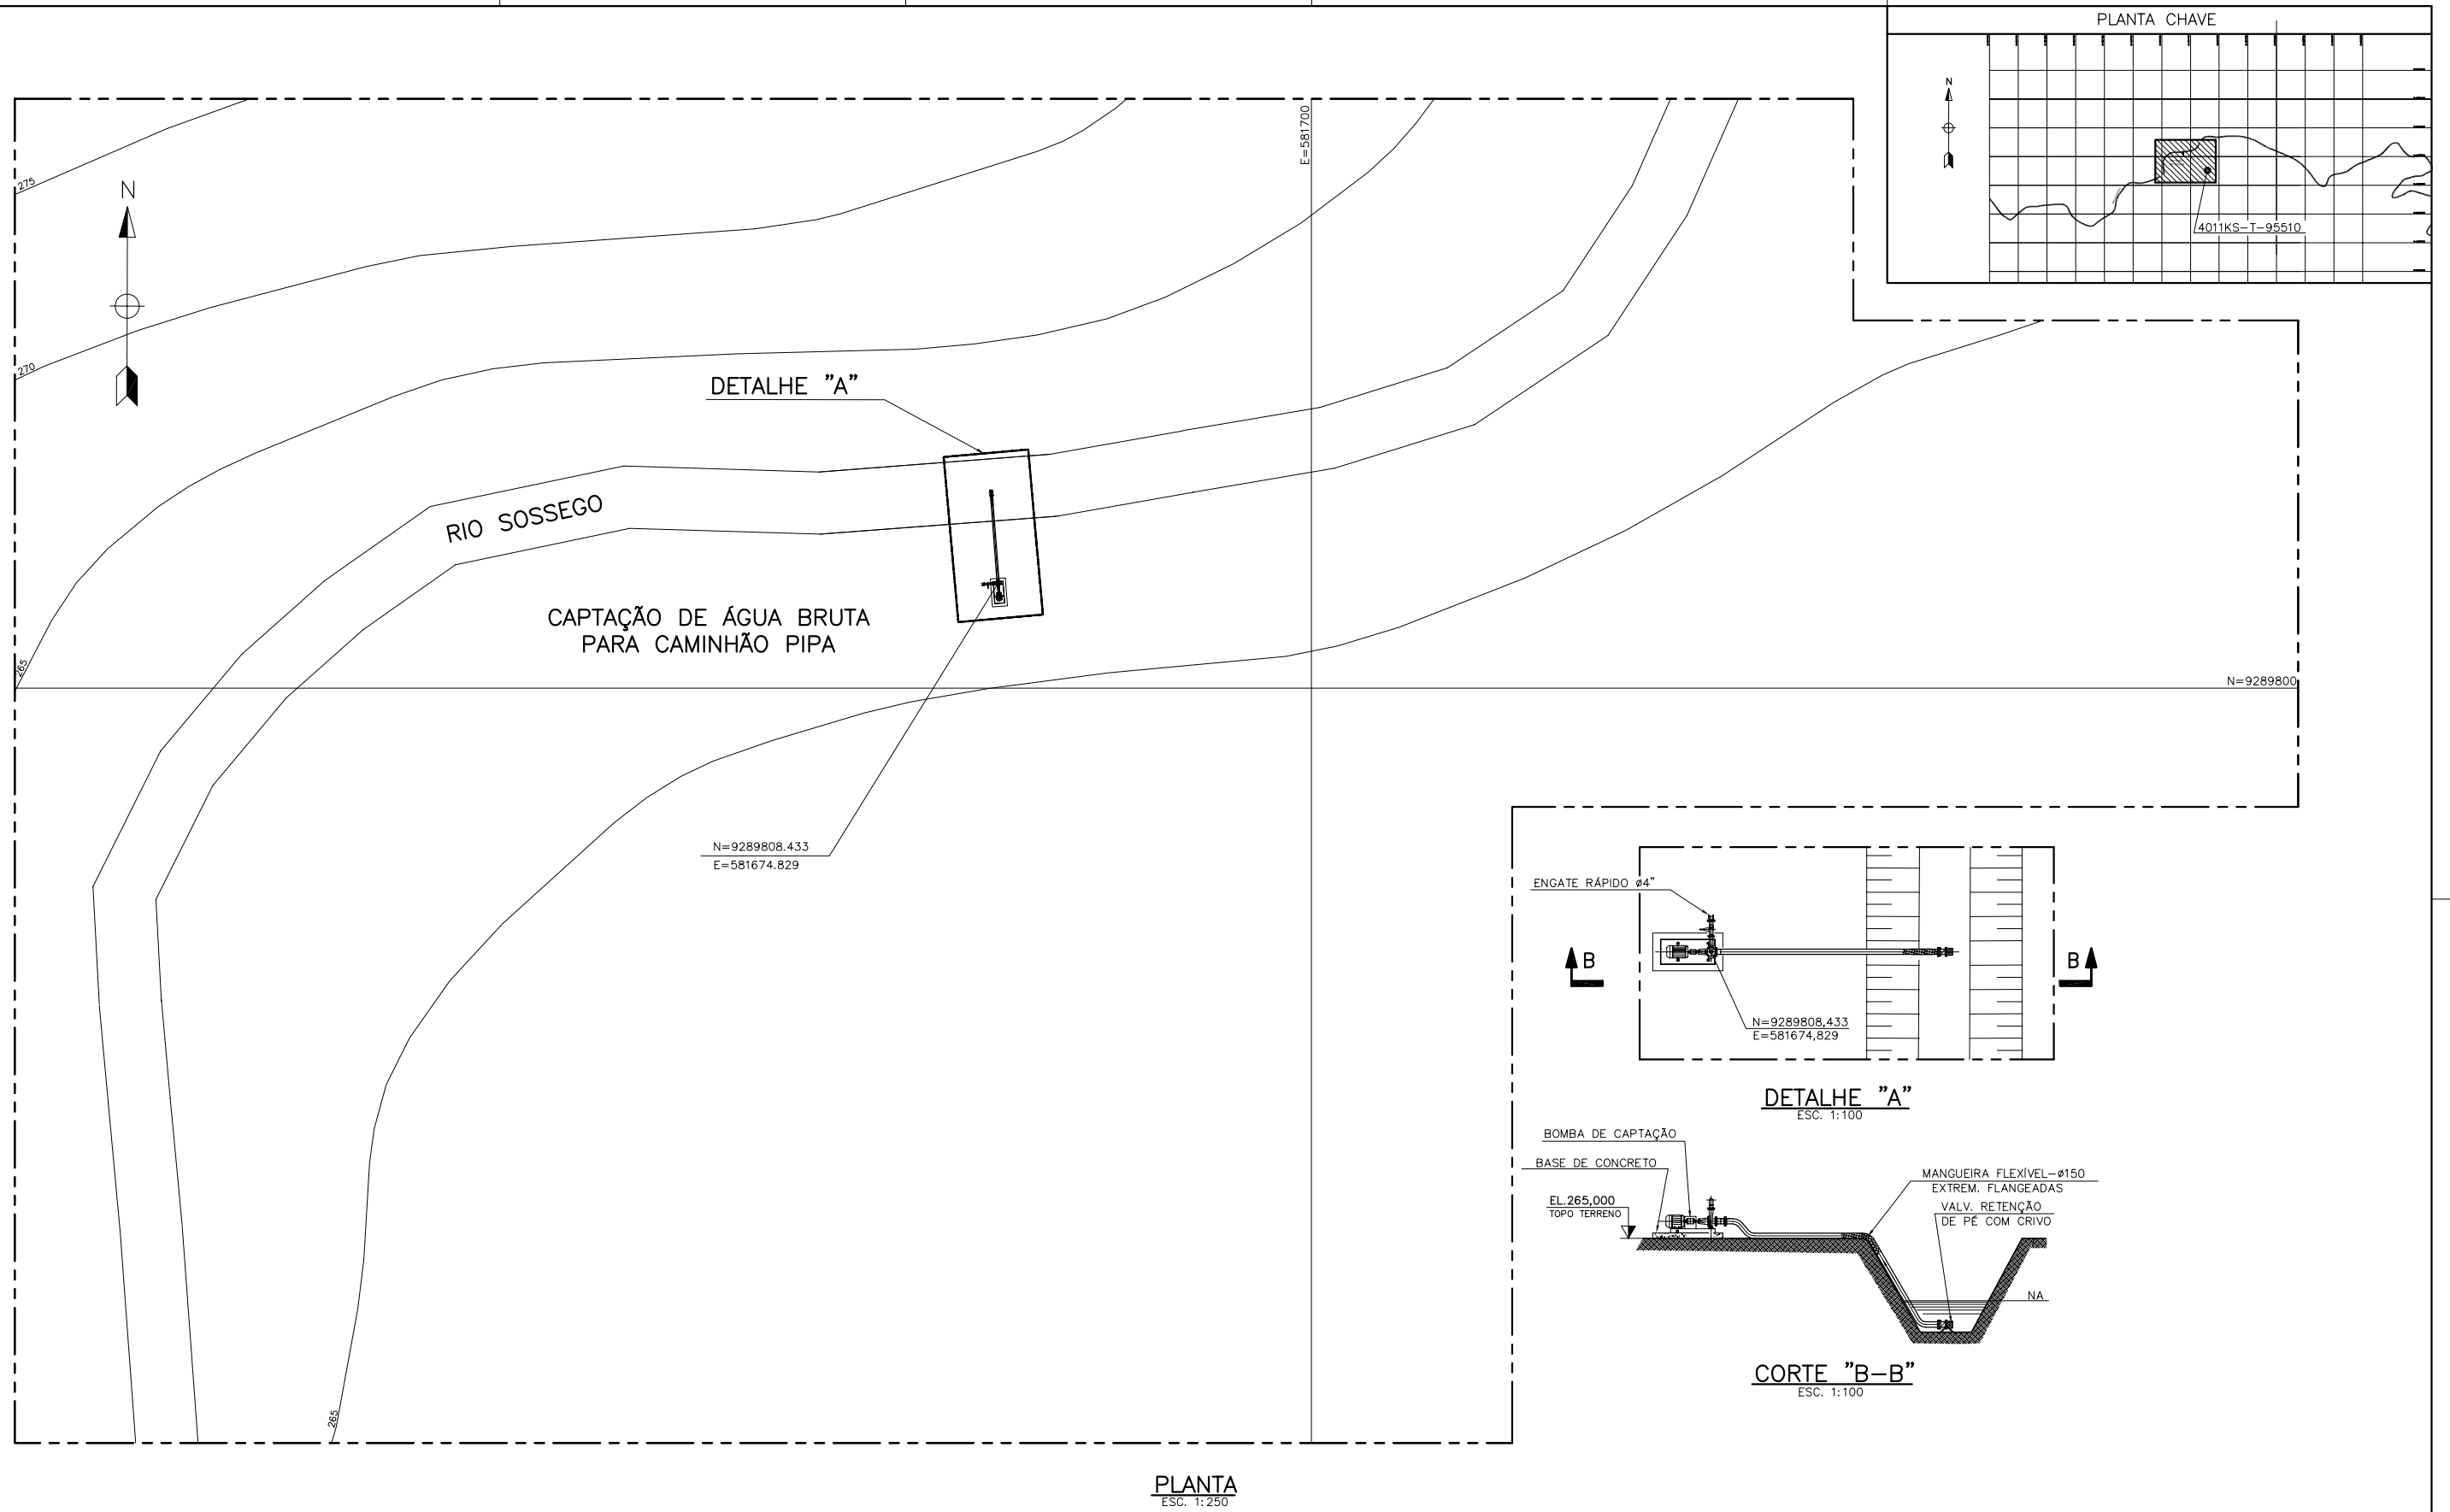 PLANTA CHAVE
N
4011KS-T-95510
E=581700
275
N
270
DETALHE "A"
RIO SOSSEGO
CAPTAÇÃO DE ÁGUA BRUTA
PARA CAMINHÃO PIPA
265
N=9289800
N=9289808.433
E=581674.829
ENGATE RÁPIDO ø4"
B
B
N=9289808,433
E=581674,829
DETALHE "A"
ESC. 1:100
BOMBA DE CAPTAÇÃO
BASE DE CONCRETO
EL.265,000
TOPO TERRENO
MANGUEIRA FLEXÍVEL-ø150
EXTREM. FLANGEADAS
VALV. RETENÇÃO
DE PÉ COM CRIVO
NA
CORTE "B-B"
ESC. 1:100
265
PLANTA
ESC. 1:250